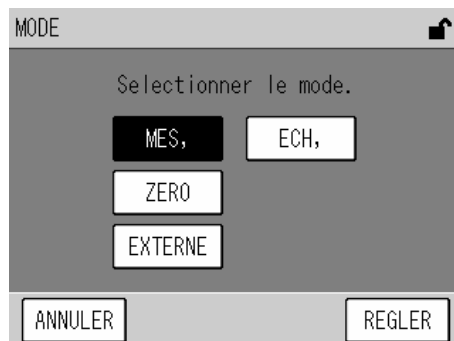 MODE
Selectionner le mode.
MES, ECH,
ZERO
EXTERNE
ANNULER REGLER